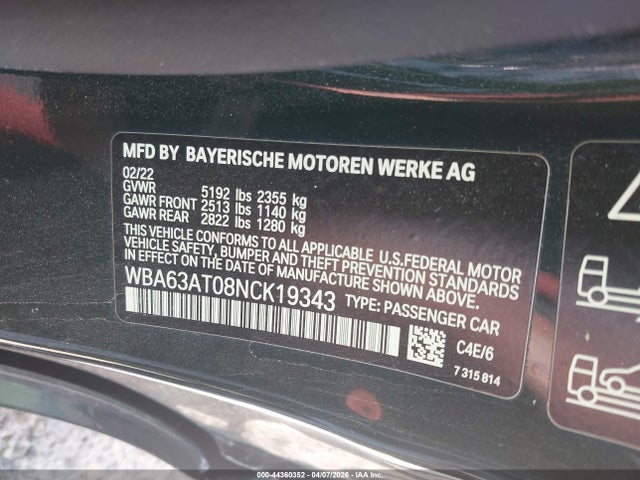 MFD BY BAYERISCHE MOTOREN WERKE AG
02/22
GVWR 5192 lbs 2355 kg
GAWR FRONT 2513 lbs 1140 kg
GAWR REAR 2822 lbs 1280 kg
THIS VEHICLE CONFORMS TO ALL APPLICABLE U.S.FEDERAL MOTOR
VEHICLE SAFETY, BUMPER AND THEFT PREVENTION STANDARDS
IN EFFECT ON THE DATE OF MANUFACTURE SHOWN ABOVE.
WBA63AT08NCK19343 TYPE: PASSENGER CAR
C4E/6
7 315 814
000-44360352 | 04/07/2026 | IAA Inc.